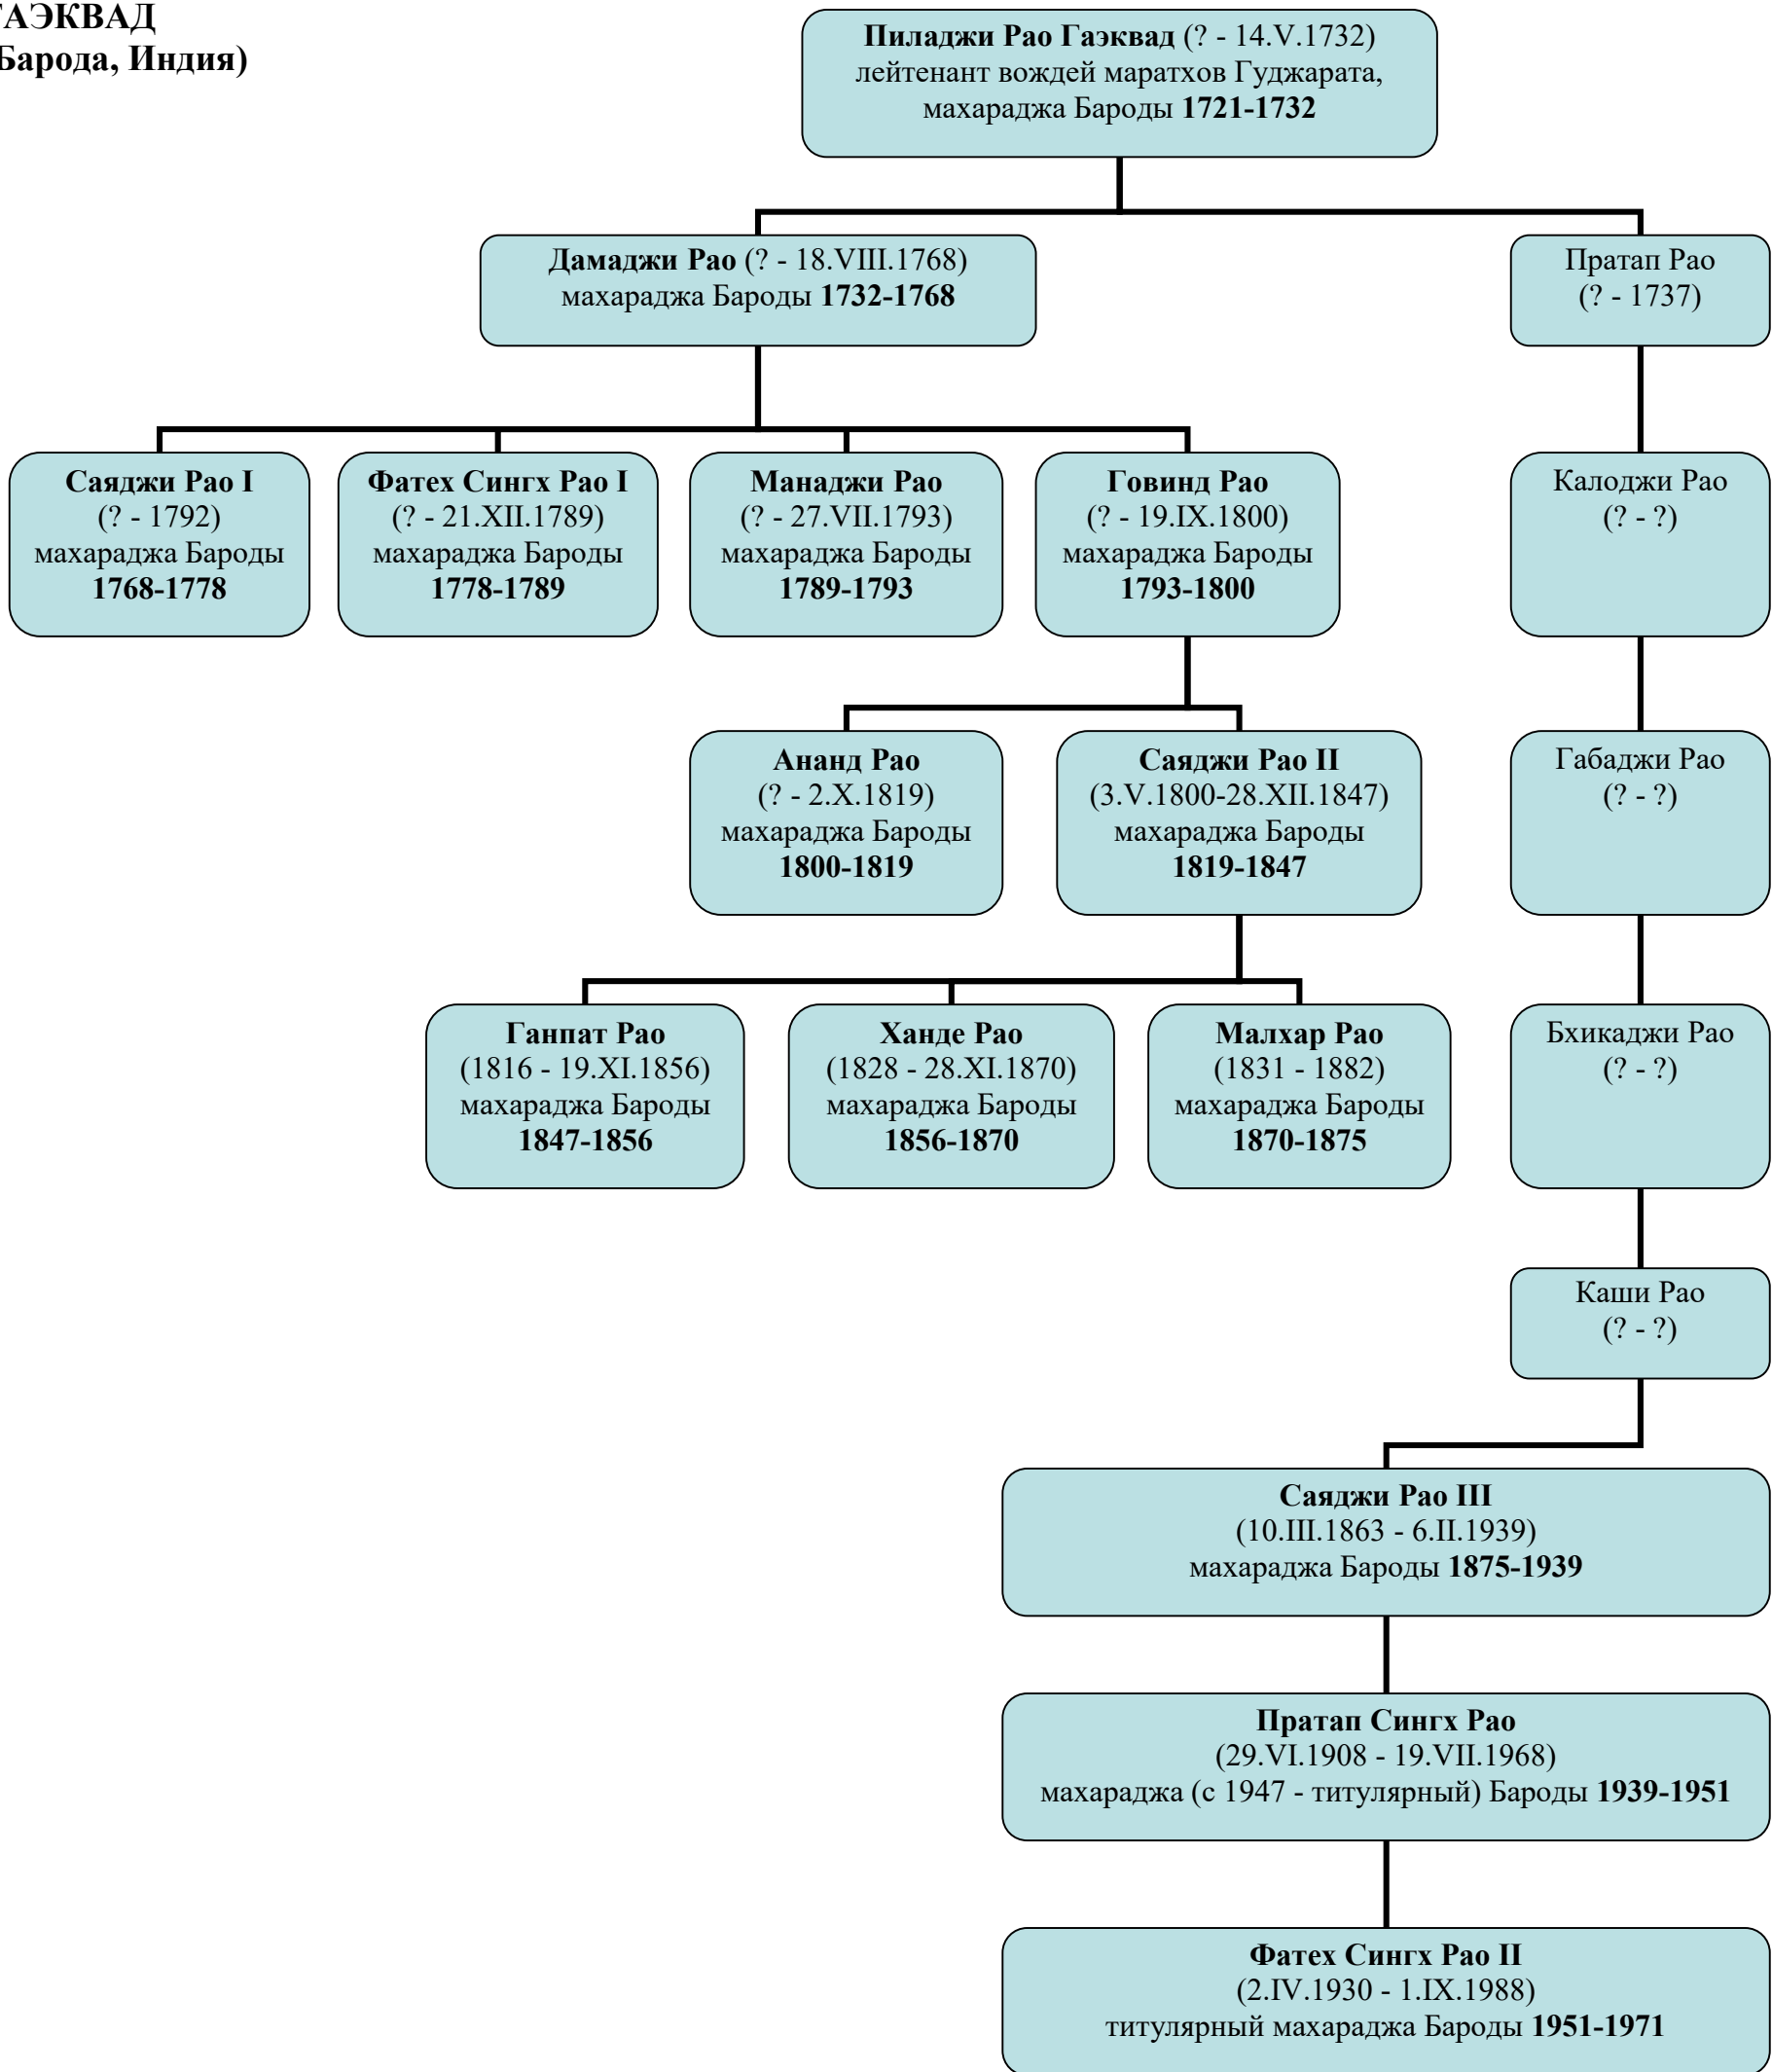 ГАЭКВАД
Барода, Индия)
Пиладжи Рао Гаэквад (? - 14.V.1732)
лейтенант вождей маратхов Гуджарата,
махараджа Бароды 1721-1732
Дамаджи Рао (? - 18.VIII.1768)
махараджа Бароды 1732-1768
Пратап Рао
(? - 1737)
Саяджи Рао I
(? - 1792)
махараджа Бароды
1768-1778
Фатех Сингх Рао I
(? - 21.XII.1789)
махараджа Бароды
1778-1789
Манаджи Рао
(? - 27.VII.1793)
махараджа Бароды
1789-1793
Говинд Рао
(? - 19.IX.1800)
махараджа Бароды
1793-1800
Калоджи Рао
(? - ?)
Ананд Рао
(? - 2.X.1819)
махараджа Бароды
1800-1819
Саяджи Рао II
(3.V.1800-28.XII.1847)
махараджа Бароды
1819-1847
Габаджи Рао
(? - ?)
Ганпат Рао
(1816 - 19.XI.1856)
махараджа Бароды
1847-1856
Ханде Рао
(1828 - 28.XI.1870)
махараджа Бароды
1856-1870
Малхар Рао
(1831 - 1882)
махараджа Бароды
1870-1875
Бхикаджи Рао
(? - ?)
Каши Рао
(? - ?)
Саяджи Рао III
(10.III.1863 - 6.II.1939)
махараджа Бароды 1875-1939
Пратап Сингх Рао
(29.VI.1908 - 19.VII.1968)
махараджа (с 1947 - титулярный) Бароды 1939-1951
Фатех Сингх Рао II
(2.IV.1930 - 1.IX.1988)
титулярный махараджа Бароды 1951-1971